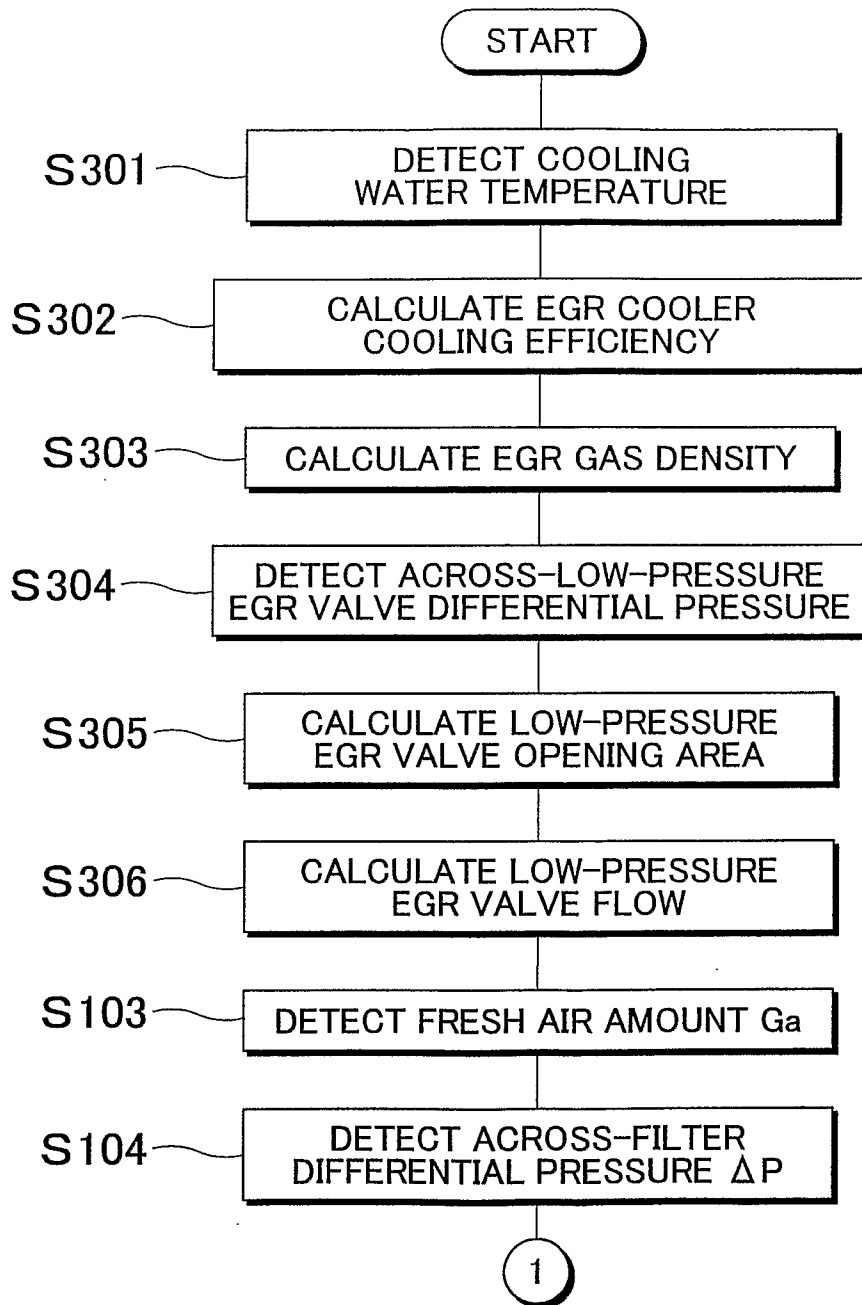 START
S301
DETECT COOLING
WATER TEMPERATURE
S302
CALCULATE EGR COOLER
COOLING EFFICIENCY
S303
CALCULATE EGR GAS DENSITY
S304
DETECT ACROSS-LOW-PRESSURE
EGR VALVE DIFFERENTIAL PRESSURE
S305
CALCULATE LOW-PRESSURE
EGR VALVE OPENING AREA
S306
CALCULATE LOW-PRESSURE
EGR VALVE FLOW
S103
DETECT FRESH AIR AMOUNT Ga
S104
DETECT ACROSS-FILTER
DIFFERENTIAL PRESSURE ΔP
1